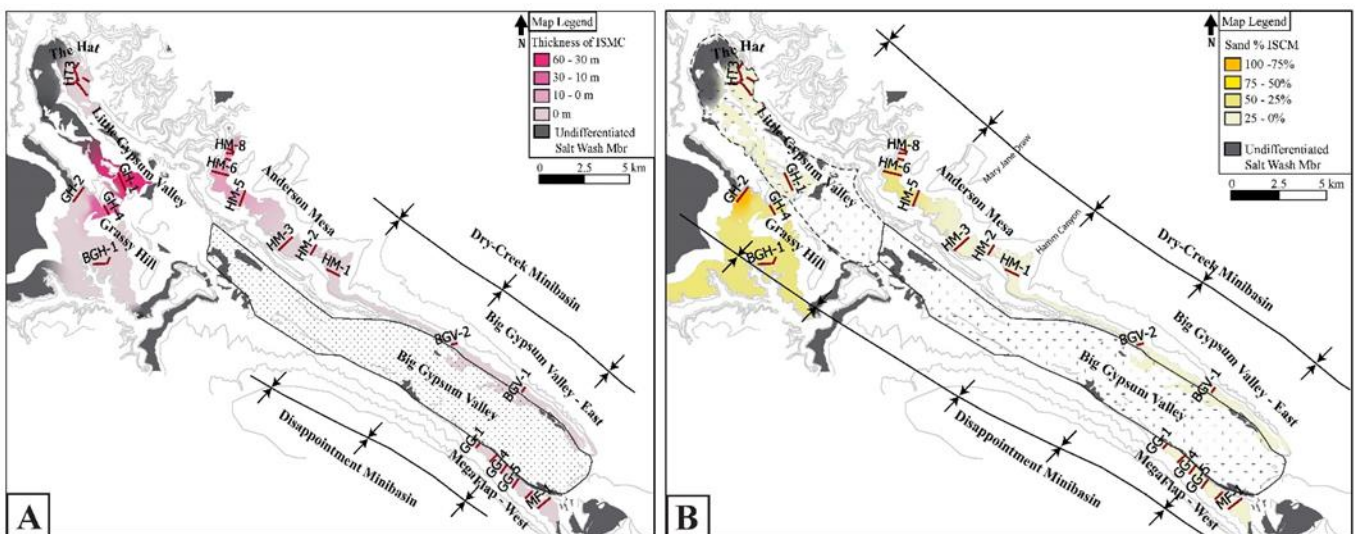 Map Legend
Thickness of ISMC
60 - 30 m
30 - 10 m
10 - 0 m
0 m
Undifferentiated
Salt Wash Mbr
0 2.5 5 km
N
The Hat
HT3
Little Gypsum Valley
HM-8
HM-6
HM-5
GH-1
GH-2
GH-4
Anderson Mesa
Grassy Hill
BGH-1
HM-3
HM-2
HM-1
Dry-Creek Minibasin
BGV-2
Big Gypsum Valley - East
Big Gypsum Valley
BGV-1
Disappointment Minibasin
GG-1
MegaFlap - West
A
Map Legend
Sand % ISCM
100 -75%
75 - 50%
50 - 25%
25 - 0%
Undifferentiated
Salt Wash Mbr
0 2.5 5 km
N
The Hat
HT3
Little Gypsum Valley
Mary Jane Draw
HM-8
HM-6
HM-5
GH-1
GH-2
GH-4
Anderson Mesa
Hamm Canyon
Grassy Hill
BGH-1
HM-3
HM-2
HM-1
Dry-Creek Minibasin
BGV-2
Big Gypsum Valley - East
Big Gypsum Valley
BGV-1
Disappointment Minibasin
GG-1
MegaFlap - West
B